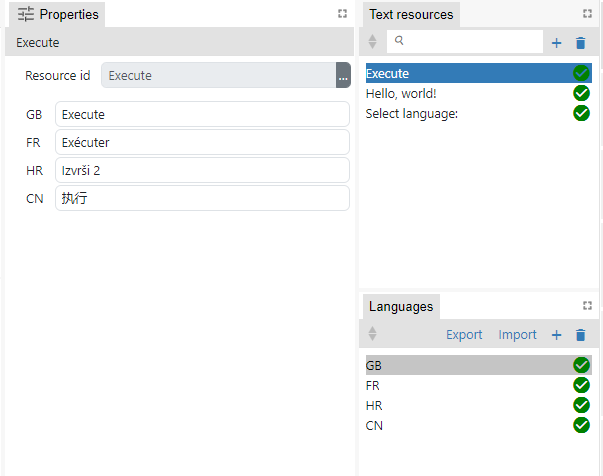 Properties
Execute
Resource id Execute ...
GB Execute
FR Exécuter
HR Izvrši 2
CN 执行
Text resources
Execute
Hello, world!
Select language:
Languages
Export Import
GB
FR
HR
CN